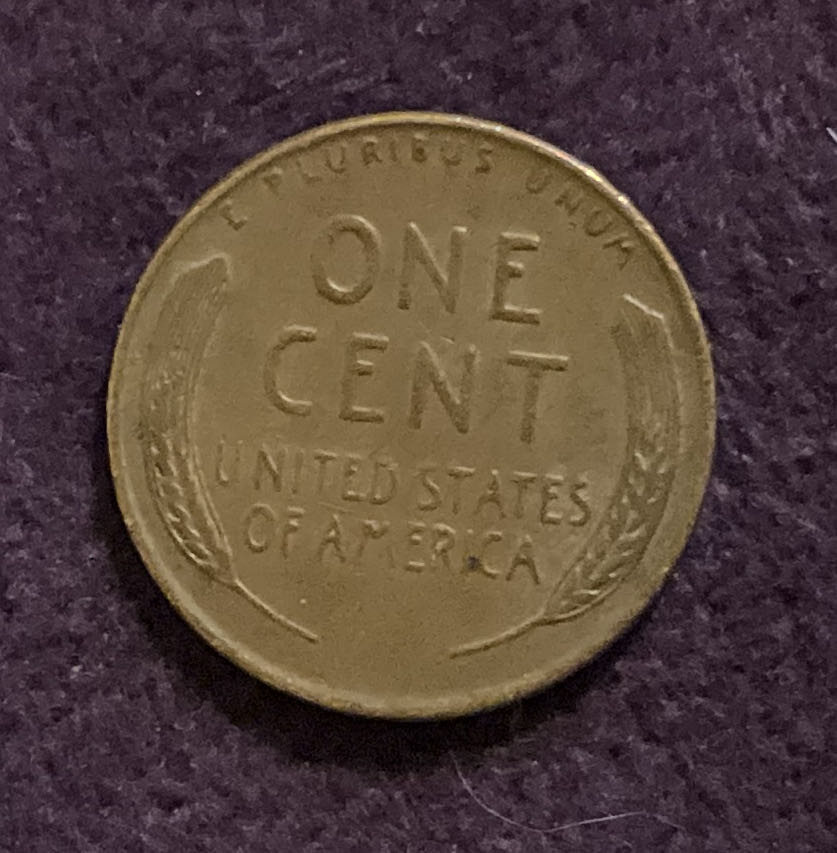 E PLURIBUS UNUM
ONE
CENT
UNITED STATES
OF AMERICA